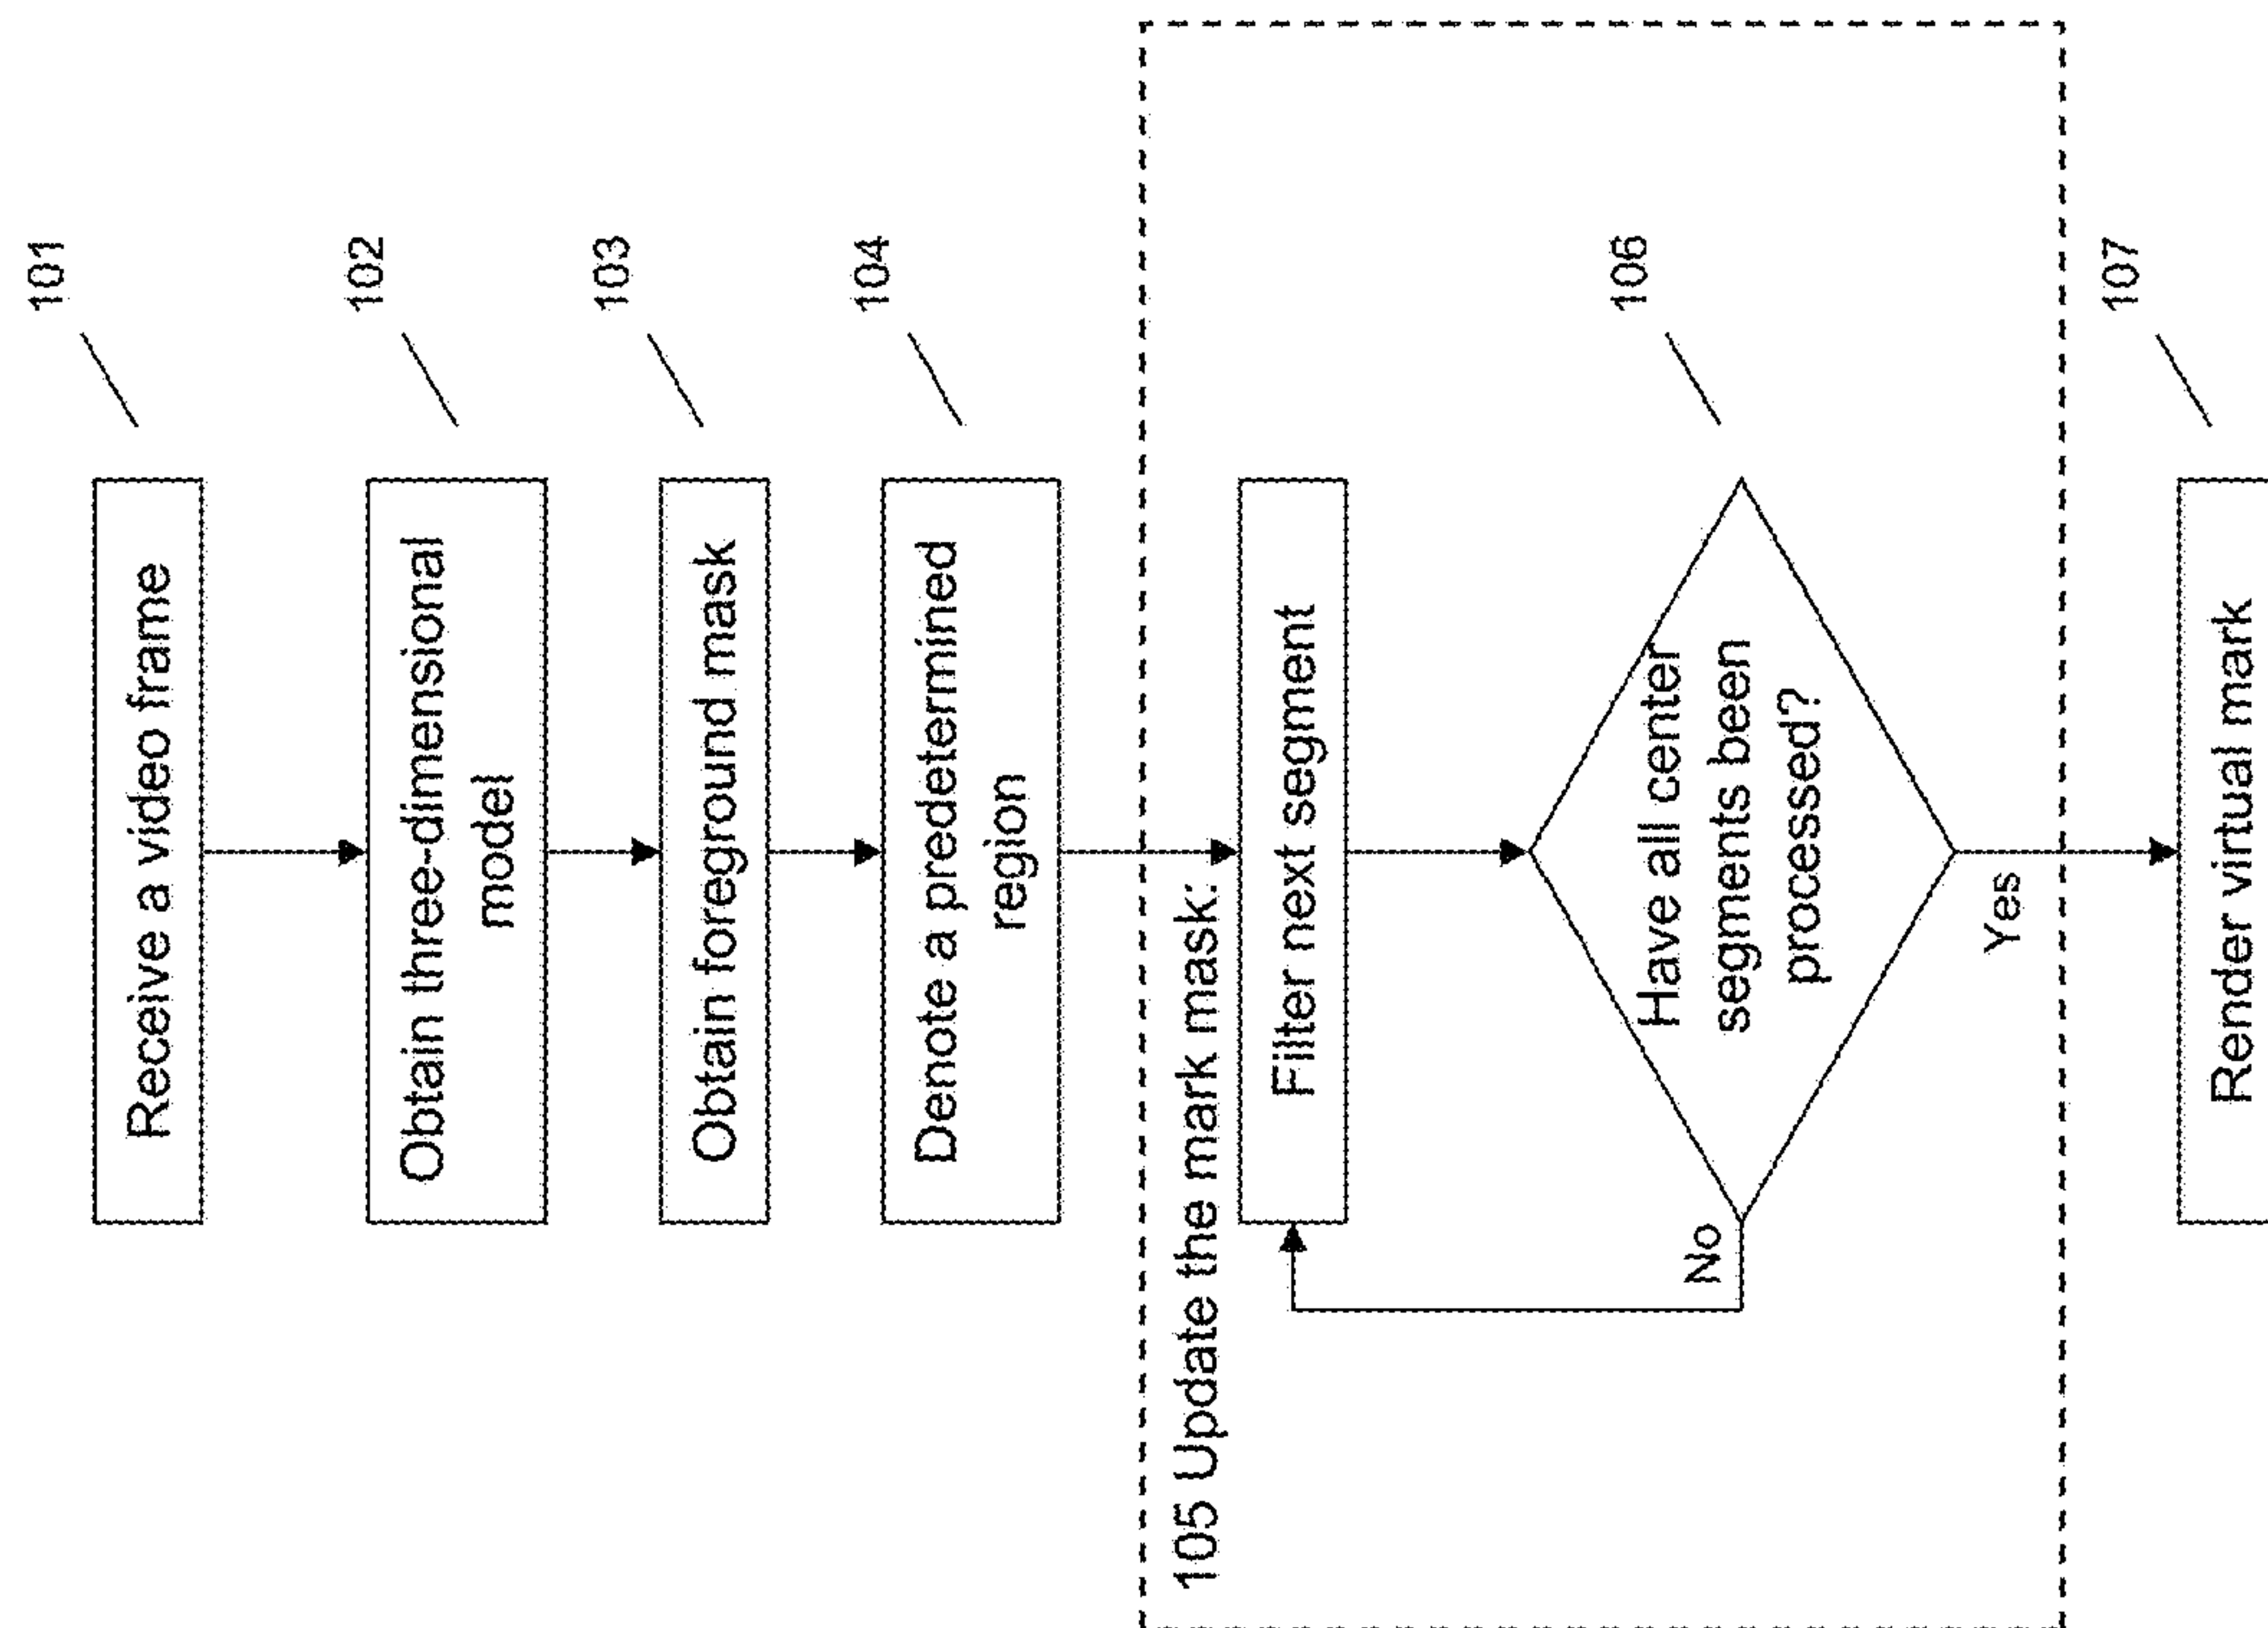 101
Receive a video frame
102
Obtain three-dimensional
model
103
Obtain foreground mask
104
Denote a predetermined
region
105 Update the mark mask:
Filter next segment
106
Have all center
segments been
processed?
No
Yes
107
Render virtual mark